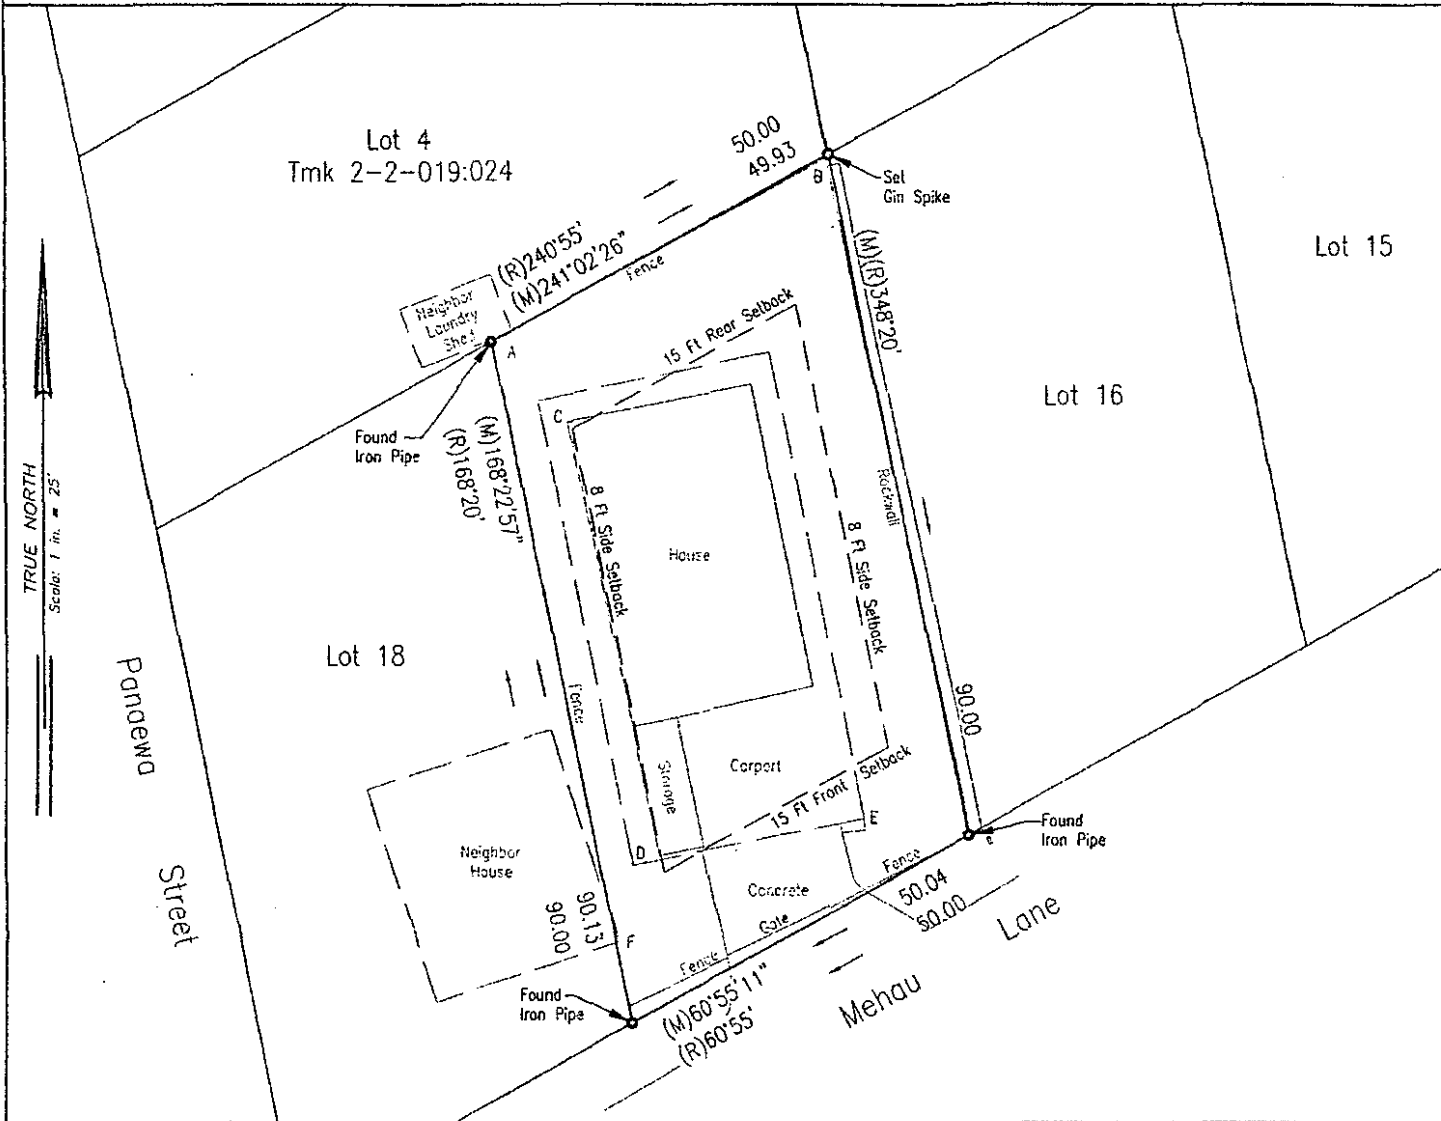 Lot 4
Tmk 2-2-019:024
50.00
49.93
B
Set
Gin Spike
Lot 15
(R)240°55'
(M)241°02'26"
Fence
(M)(R)348°20'
Neighbor
Laundry
Shed
A
15 Ft Rear Setback
Found
Iron Pipe
C
(M)168°22'57"
(R)168°20'
Lot 16
TRUE NORTH
Scale: 1 in. = 25'
8 Ft Side Setback
House
Rockwall
8 Ft Side Setback
Lot 18
Fence
90.00
Panaewa
Street
Storage
Carport
15 Ft Front Setback
E
Found
Iron Pipe
e
D
Neighbor
House
Concrete
Fence
50.04
50.00
Lane
Mehau
90.13
90.00
F
Gate
Fence
Found
Iron Pipe
(M)60°55'11"
(R)60°55'